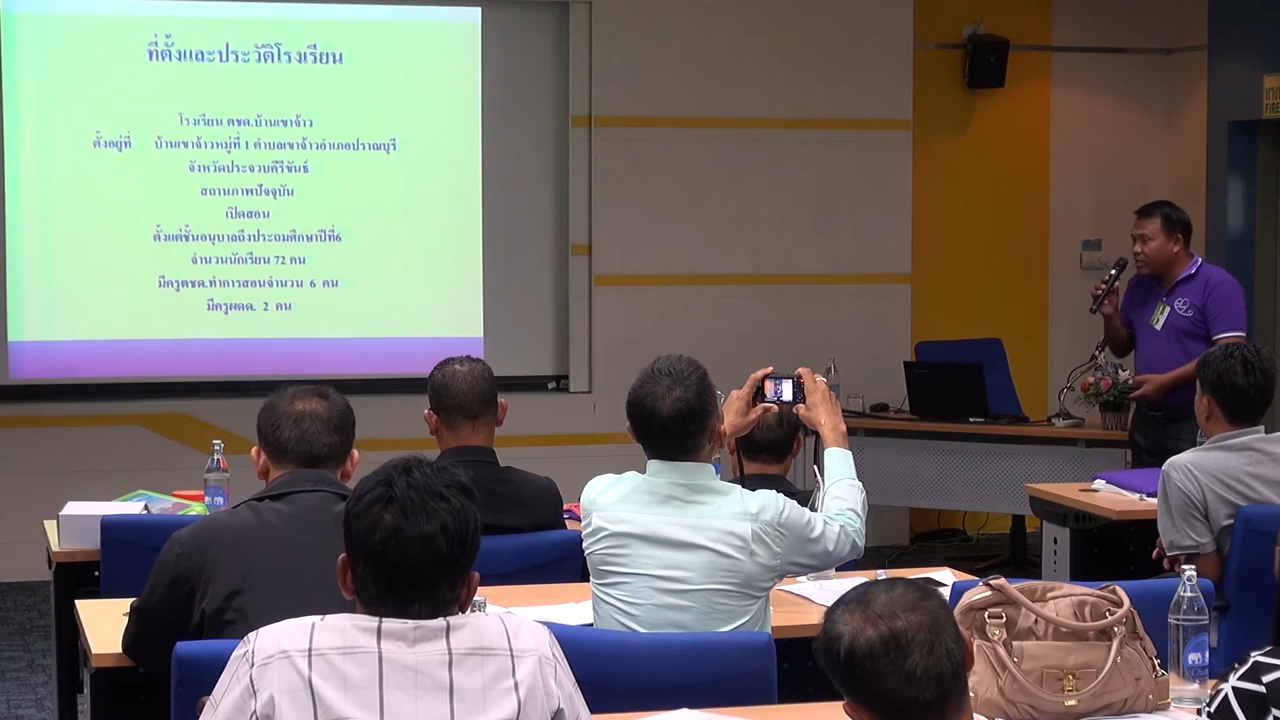 ที่ตั้งและประวัติโรงเรียน
โรงเรียน ตชด.บ้านเขาจ้าว
ตั้งอยู่ที่ บ้านเขาจ้าวหมู่ที่ 1 ตำบลเขาจ้าวอำเภอปราณบุรี
จังหวัดประจวบคีรีขันธ์
สถานภาพปัจจุบัน
เปิดสอน
ตั้งแต่ชั้นอนุบาลถึงประถมศึกษาปีที่6
จำนวนนักเรียน 72 คน
มีครูตชด.ทำการสอนจำนวน 6 คน
มีครูผดด. 2 คน
FIRE